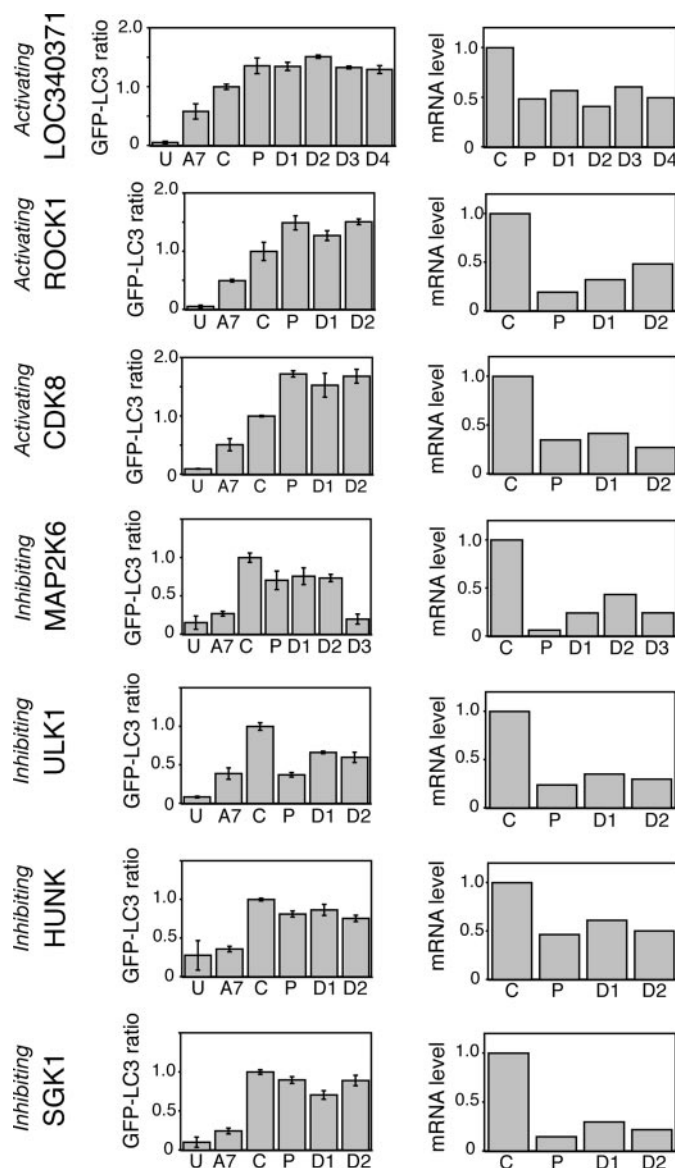 Activating
LOC340371
GFP-LC3 ratio
2.0
1.0
0
U A7 C P D1 D2 D3 D4
mRNA level
1.0
0.5
0
C P D1 D2 D3 D4
Activating
ROCK1
GFP-LC3 ratio
2.0
1.0
0
U A7 C P D1 D2
mRNA level
1.0
0.5
0
C P D1 D2
Activating
CDK8
GFP-LC3 ratio
2.0
1.0
0
U A7 C P D1 D2
mRNA level
1.0
0.5
0
C P D1 D2
Inhibiting
MAP2K6
GFP-LC3 ratio
1.0
0.5
0
U A7 C P D1 D2 D3
mRNA level
1.0
0.5
0
C P D1 D2 D3
Inhibiting
ULK1
GFP-LC3 ratio
1.0
0.5
0
U A7 C P D1 D2
mRNA level
1.0
0.5
0
C P D1 D2
Inhibiting
HUNK
GFP-LC3 ratio
1.0
0.5
0
U A7 C P D1 D2
mRNA level
1.0
0.5
0
C P D1 D2
Inhibiting
SGK1
GFP-LC3 ratio
1.0
0.5
0
U A7 C P D1 D2
mRNA level
1.0
0.5
0
C P D1 D2